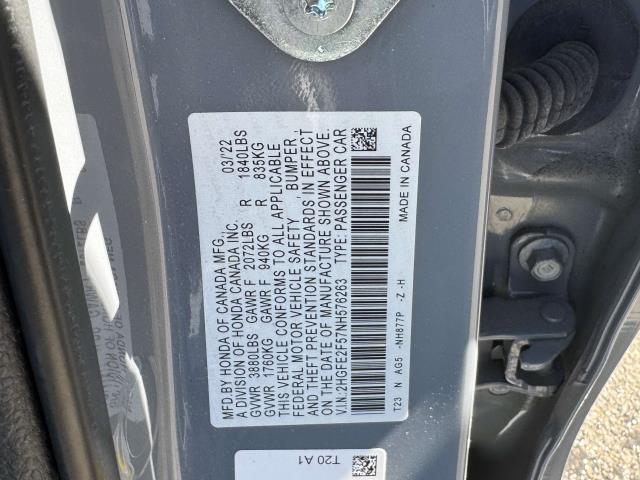 MFD.BY HONDA OF CANADA MFG. 03/22
A DIVISION OF HONDA CANADA INC.
GVWR 3880LBS GAWR F 2072LBS R 1840LBS
GVWR 1760KG GAWR F 940KG R 835KG
THIS VEHICLE CONFORMS TO ALL APPLICABLE
FEDERAL MOTOR VEHICLE SAFETY , BUMPER,
AND THEFT PREVENTION STANDARDS IN EFFECT
ON THE DATE OF MANUFACTURE SHOWN ABOVE.
V.I.N.:2HGFE2F57NH576263 TYPE: PASSENGER CAR
T23 N AG5 -NH877P -Z -H MADE IN CANADA
T20 A1